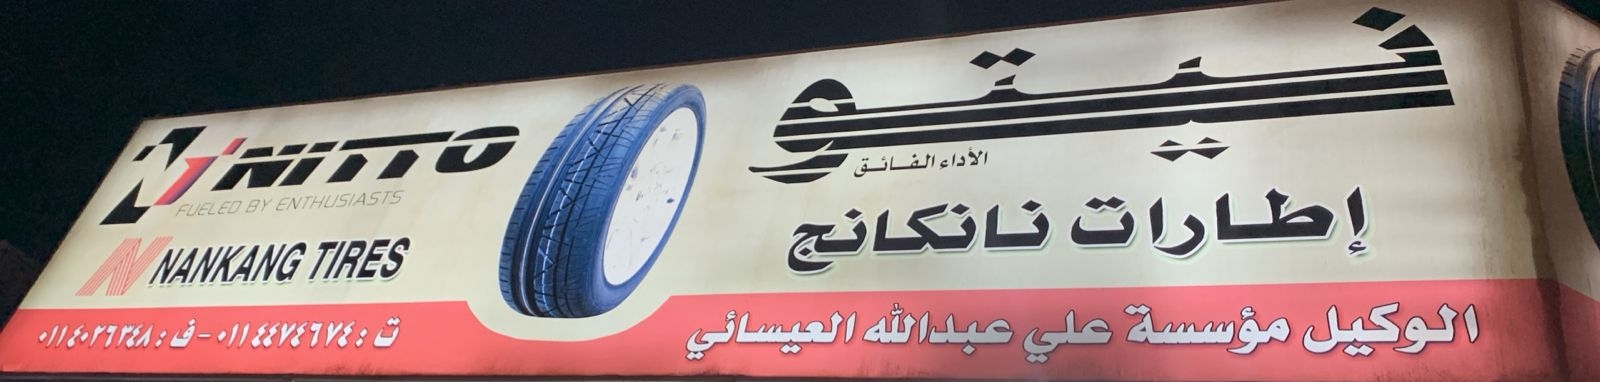 نيتو
الأداء الفائق
إطارات نانكانج
NITTO
FUELED BY ENTHUSIASTS
NANKANG TIRES
الوكيل مؤسسة علي عبدالله العيسائي
ت : ٠١١٤٤٧٤٦٧٤ - ف : ٠١١٤٠٢٦٣٤٨